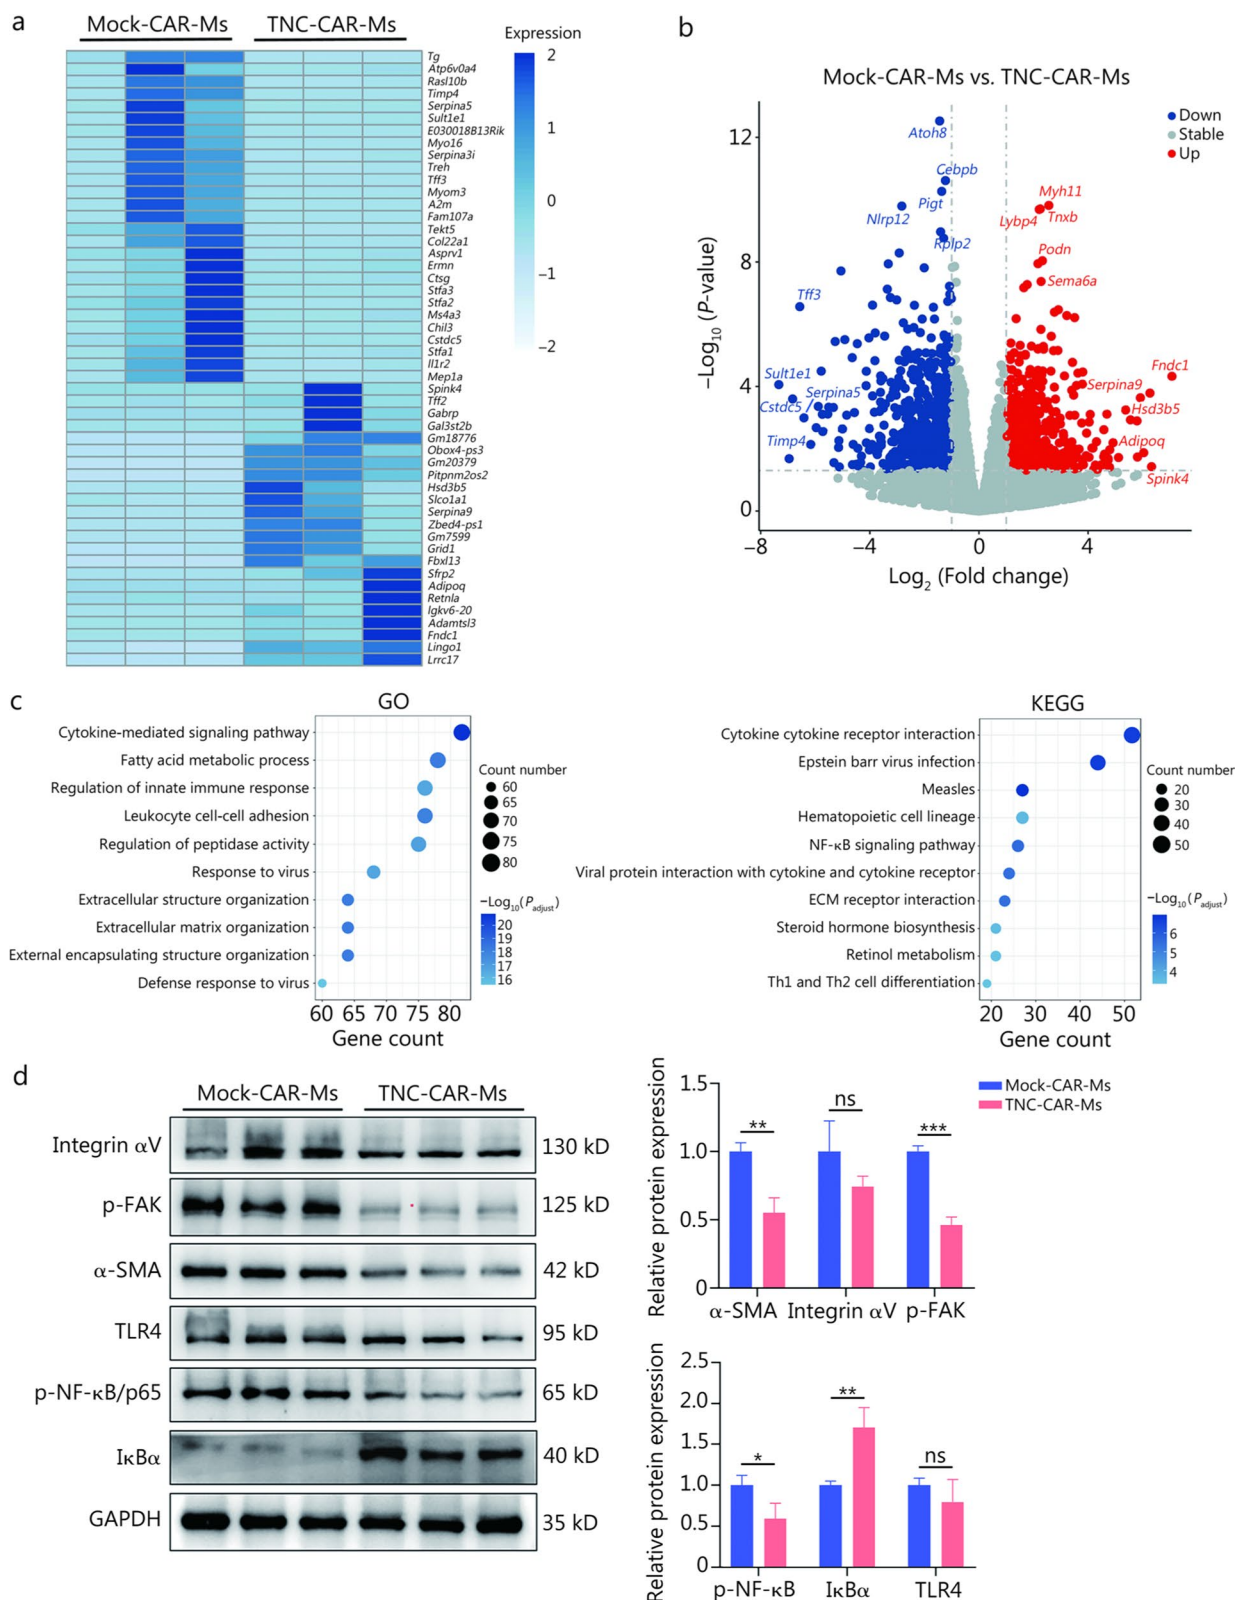 a
Mock-CAR-Ms TNC-CAR-Ms
Expression
2
1
0
−1
−2
Tg
Atp6v0a4
Rasl10b
Timp4
Serpina5
Sult1e1
E030018B13Rik
Myo16
Serpina3i
Treh
Tff3
Myom3
A2m
Fam107a
Tekt5
Col22a1
Asprv1
Ermn
Ctsg
Stfa3
Stfa2
Ms4a3
Chil3
Cstdc5
Stfa1
Il1r2
Mep1a
Spink4
Tff2
Gabrp
Gal3st2b
Gm18776
Obox4-ps3
Gm20379
Pitpnm2os2
Hsd3b5
Slco1a1
Serpina9
Zbed4-ps1
Gm7599
Grid1
Fbxl13
Sfrp2
Adipoq
Retnla
Igkv6-20
Adamtsl3
Fndc1
Lingo1
Lrrc17
b
Mock-CAR-Ms vs. TNC-CAR-Ms
Down
Stable
Up
−Log10 (P-value)
12
8
4
0
−8 −4 0 4
Log2 (Fold change)
Atoh8
Cebpb
Pigt
Nlrp12
Rplp2
Tff3
Sult1e1
Serpina5
Cstdc5
Timp4
Myh11
Lybp4 Tnxb
Podn
Sema6a
Fndc1
Serpina9
Hsd3b5
Adipoq
Spink4
c
GO
Cytokine-mediated signaling pathway
Fatty acid metabolic process
Regulation of innate immune response
Leukocyte cell-cell adhesion
Regulation of peptidase activity
Response to virus
Extracellular structure organization
Extracellular matrix organization
External encapsulating structure organization
Defense response to virus
60 65 70 75 80
Gene count
Count number
60
65
70
75
80
−Log10(Padjust)
20
19
18
17
16
KEGG
Cytokine cytokine receptor interaction
Epstein barr virus infection
Measles
Hematopoietic cell lineage
NF-κB signaling pathway
Viral protein interaction with cytokine and cytokine receptor
ECM receptor interaction
Steroid hormone biosynthesis
Retinol metabolism
Th1 and Th2 cell differentiation
20 30 40 50
Gene count
Count number
20
30
40
50
−Log10(Padjust)
6
5
4
d
Mock-CAR-Ms TNC-CAR-Ms
Integrin αV 130 kD
p-FAK 125 kD
α-SMA 42 kD
TLR4 95 kD
p-NF-κB/p65 65 kD
IκBα 40 kD
GAPDH 35 kD
Mock-CAR-Ms
TNC-CAR-Ms
Relative protein expression
1.5
1.0
0.5
0
** ns ***
α-SMA Integrin αV p-FAK
Relative protein expression
2.5
2.0
1.5
1.0
0.5
0
* ** ns
p-NF-κB IκBα TLR4